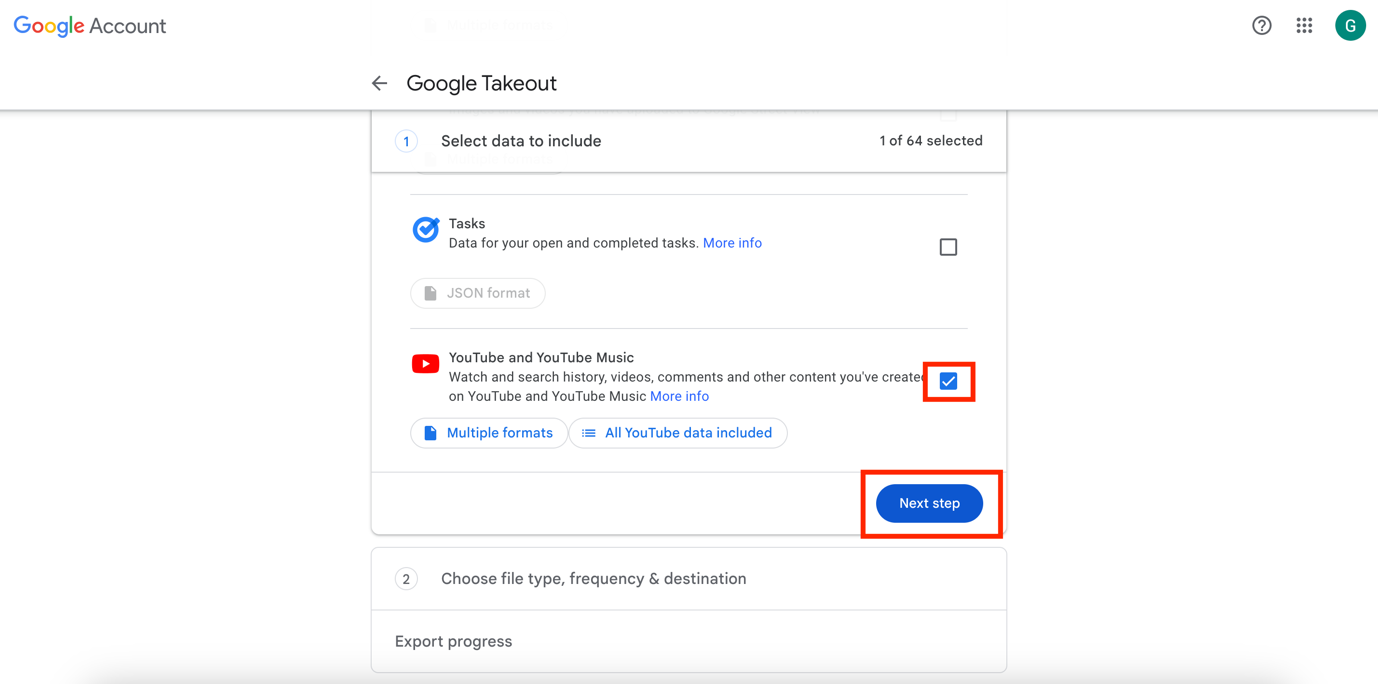 Google Account
G
Google Takeout
1 Select data to include 1 of 64 selected
Tasks
Data for your open and completed tasks. More info
JSON format
YouTube and YouTube Music
Watch and search history, videos, comments and other content you've create
on YouTube and YouTube Music More info
Multiple formats All YouTube data included
Next step
2 Choose file type, frequency & destination
Export progress